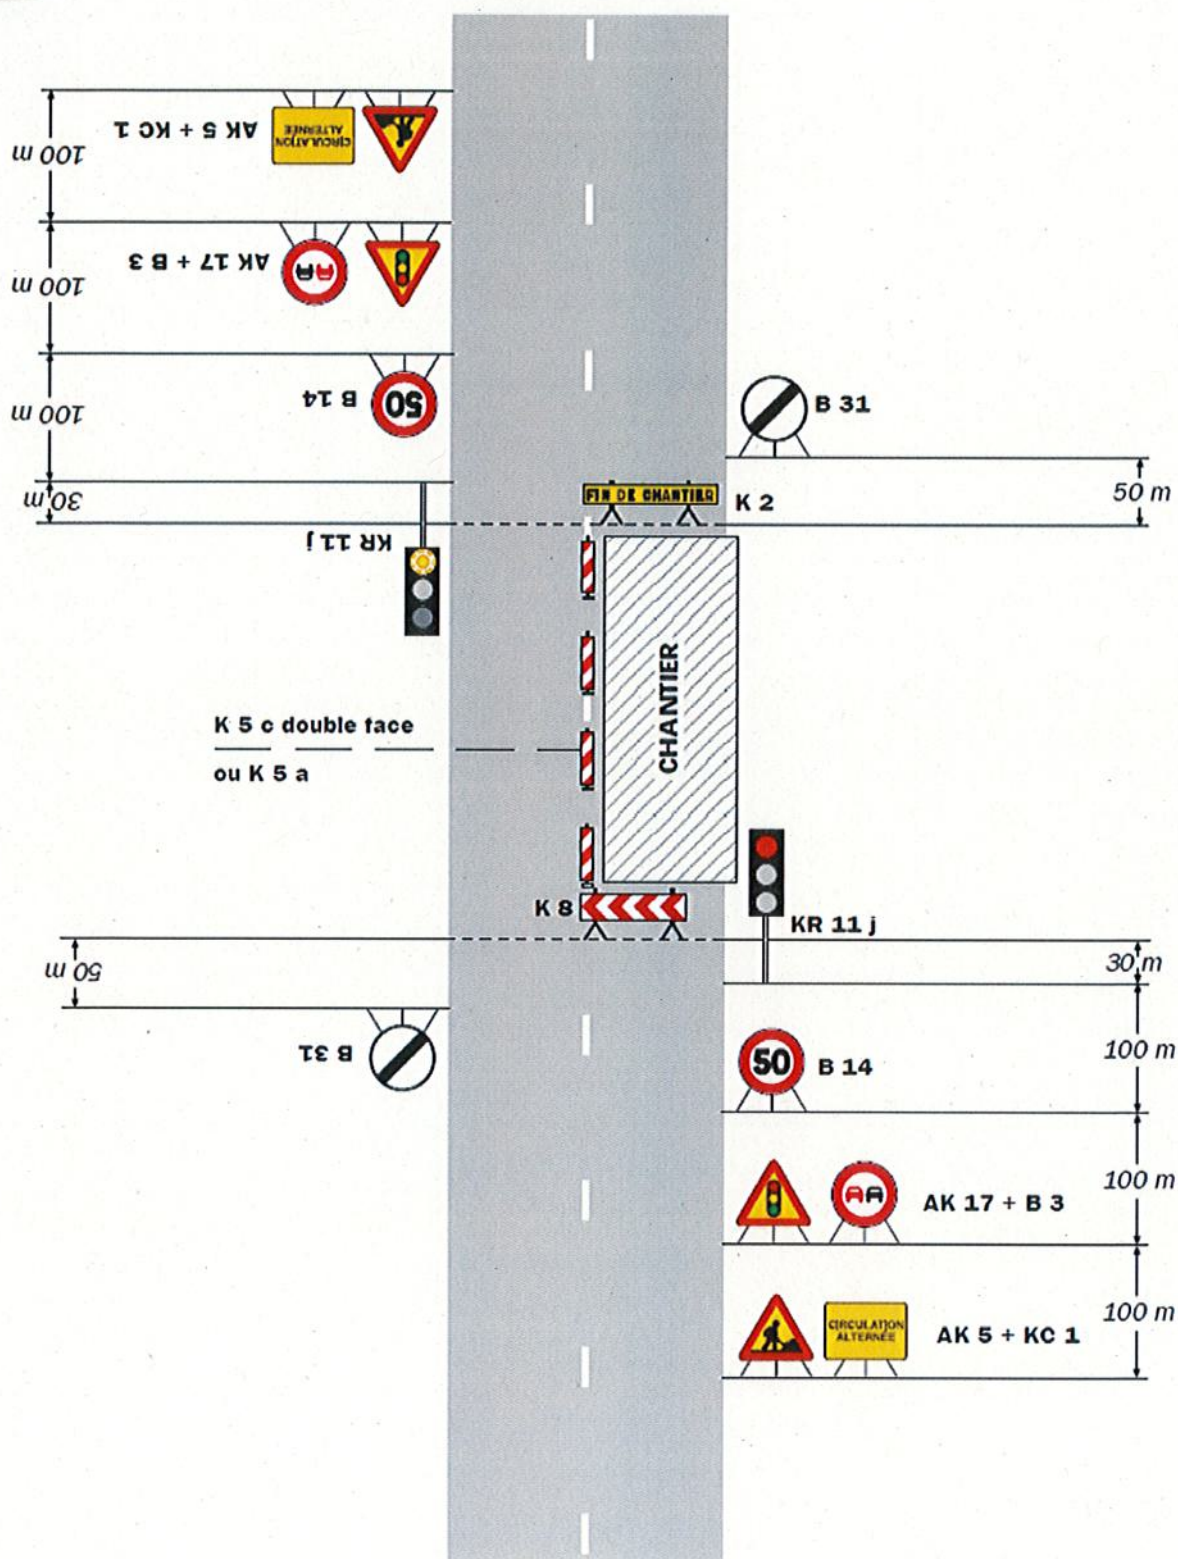 AK 5 + KC 1
CIRCULATION
ALTERNÉE
100 m
AK 17 + B 3
100 m
B 14
50
100 m
B 31
30 m
FIN DE CHANTIER
K 2
50 m
KR 11 j
CHANTIER
K 5 c double face
ou K 5 a
K 8
KR 11 j
50 m
30 m
B 31
50
B 14
100 m
AK 17 + B 3
100 m
CIRCULATION
ALTERNÉE
AK 5 + KC 1
100 m